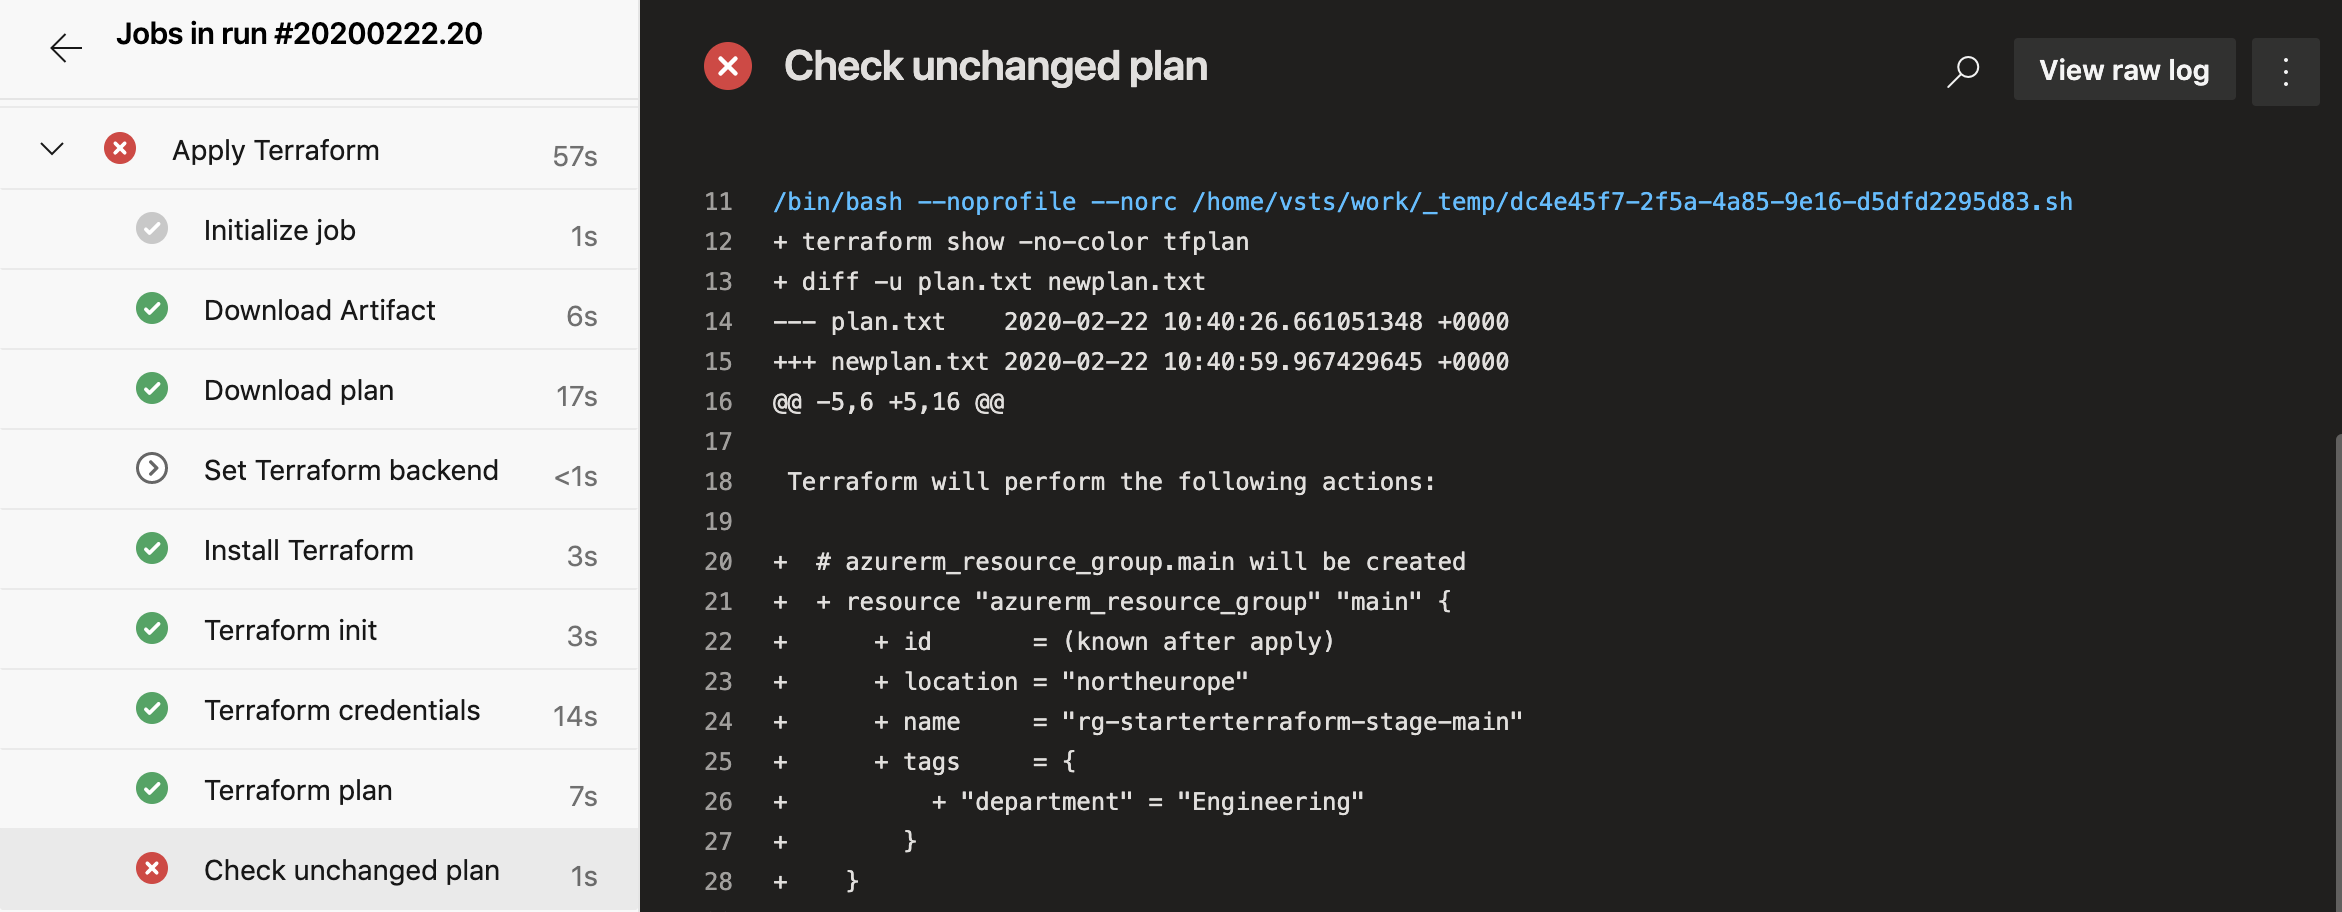 Jobs in run #20200222.20
Apply Terraform 57s
Initialize job 1s
Download Artifact 6s
Download plan 17s
Set Terraform backend <1s
Install Terraform 3s
Terraform init 3s
Terraform credentials 14s
Terraform plan 7s
Check unchanged plan 1s
Check unchanged plan
View raw log
11 /bin/bash --noprofile --norc /home/vsts/work/_temp/dc4e45f7-2f5a-4a85-9e16-d5dfd2295d83.sh
12 + terraform show -no-color tfplan
13 + diff -u plan.txt newplan.txt
14 --- plan.txt    2020-02-22 10:40:26.661051348 +0000
15 +++ newplan.txt 2020-02-22 10:40:59.967429645 +0000
16 @@ -5,6 +5,16 @@
17
18  Terraform will perform the following actions:
19
20 +  # azurerm_resource_group.main will be created
21 +  + resource "azurerm_resource_group" "main" {
22 +      + id       = (known after apply)
23 +      + location = "northeurope"
24 +      + name     = "rg-starterterraform-stage-main"
25 +      + tags     = {
26 +          + "department" = "Engineering"
27 +        }
28 +    }